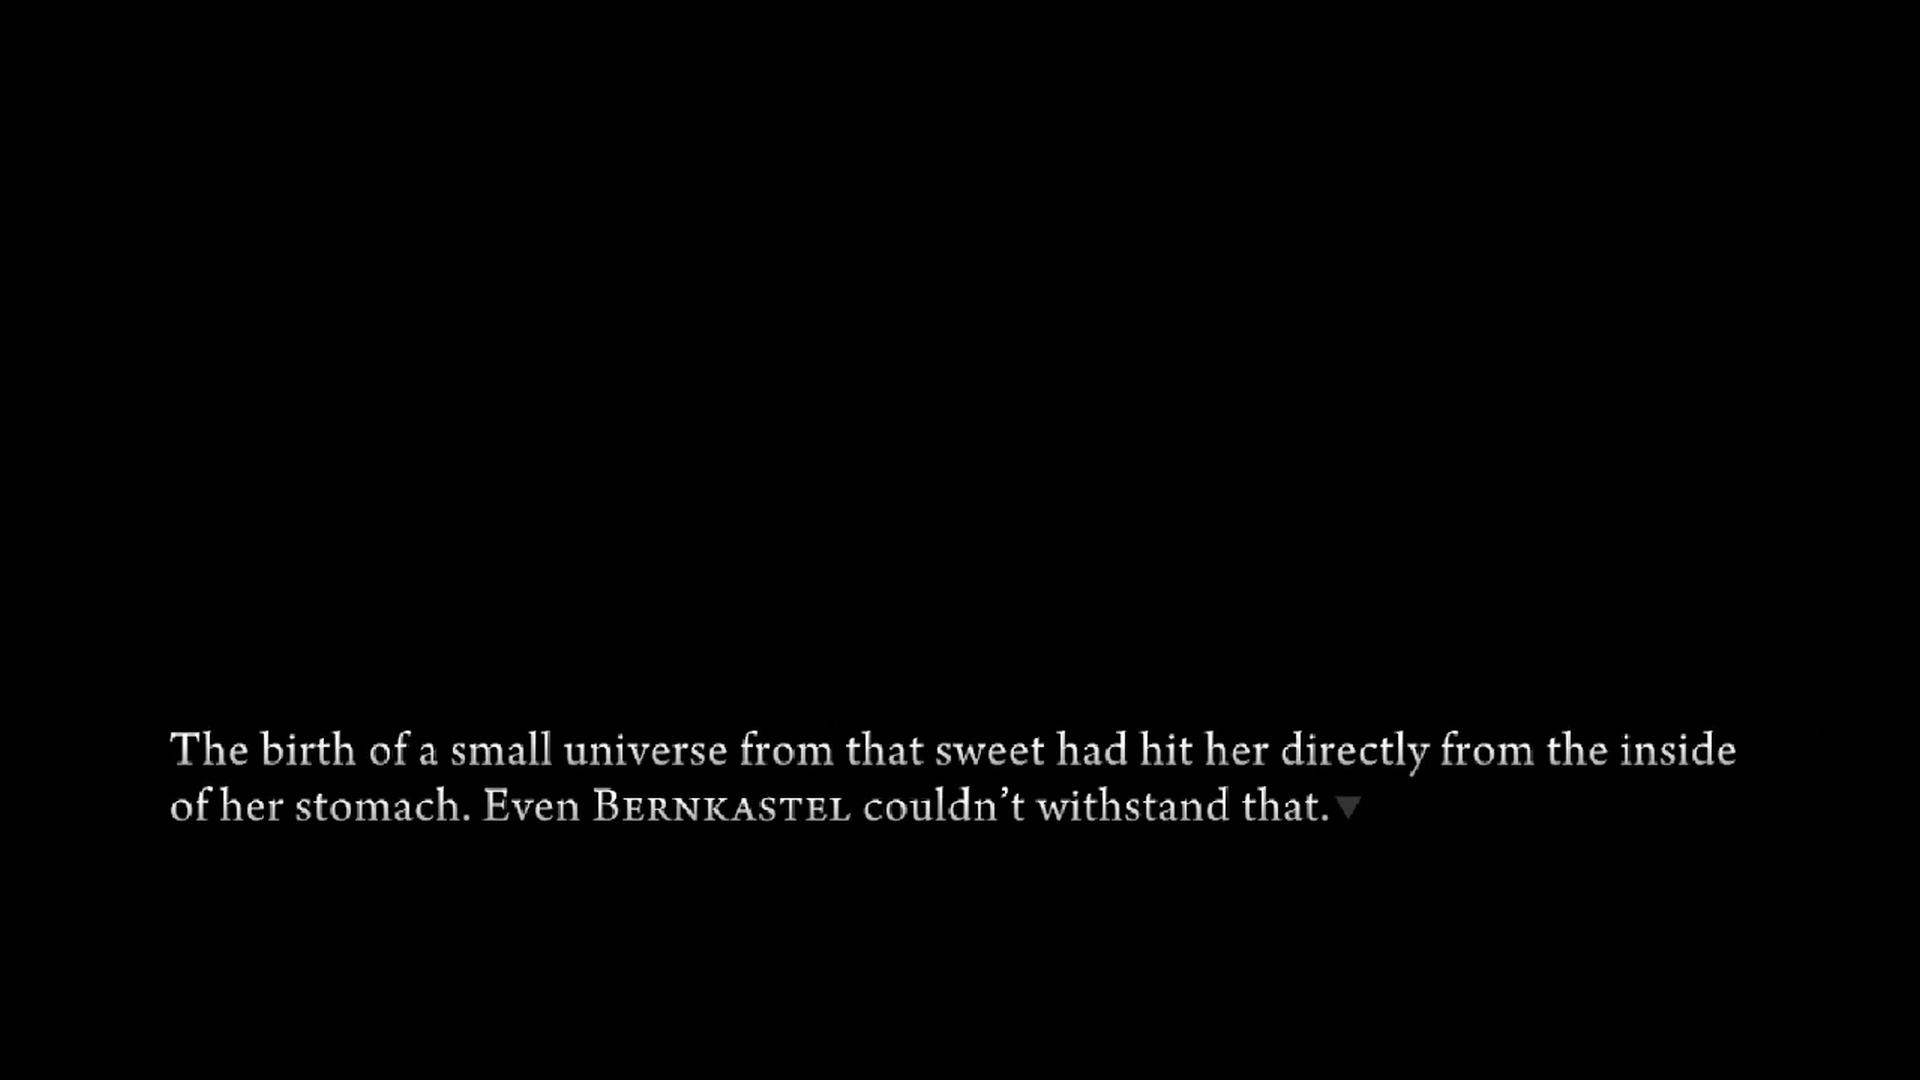 The birth of a small universe from that sweet had hit her directly from the inside
of her stomach. Even BERNKASTEL couldn't withstand that.